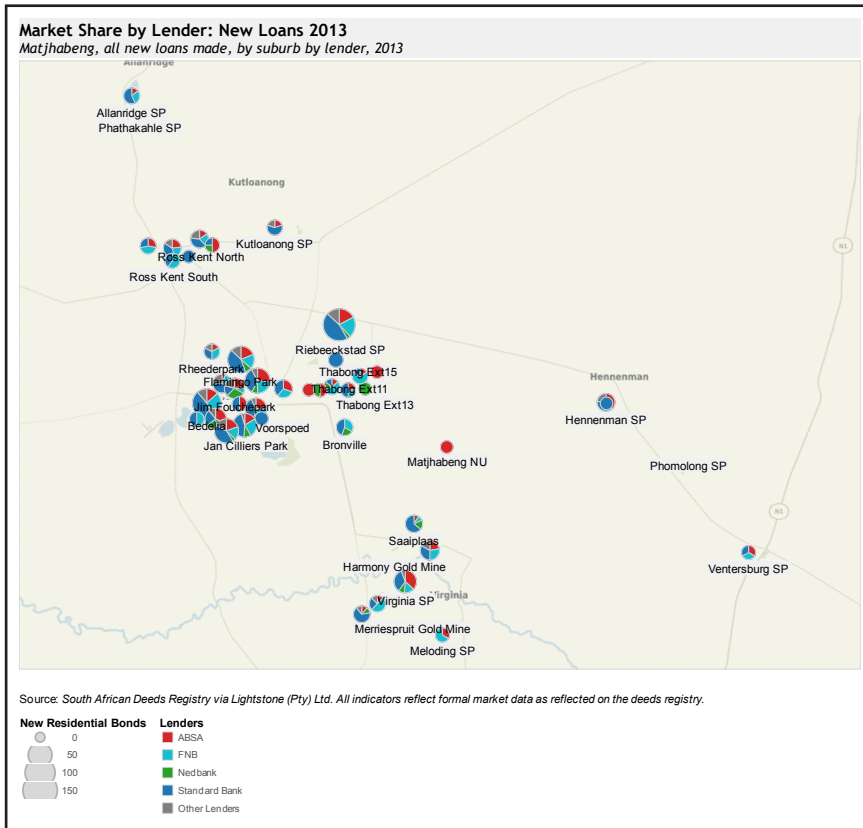 Market Share by Lender: New Loans 2013
Matjhabeng, all new loans made, by suburb by lender, 2013
Allanridge
Allanridge SP
Phathakahle SP
Kutloanong
Kutloanong SP
Ross Kent North
Ross Kent South
N1
Riebeeckstad SP
Rheederpark
Thabong Ext15
Flamingo Park
Thabong Ext11
Hennenman
Jim Fouchepark
Thabong Ext13
Hennenman SP
Bedelia
Voorspoed
Jan Cilliers Park
Bronville
Matjhabeng NU
Phomolong SP
N1
Saaiplaas
Harmony Gold Mine
Ventersburg SP
Virginia SP
Virginia
Merriespruit Gold Mine
Meloding SP
Source: South African Deeds Registry via Lightstone (Pty) Ltd. All indicators reflect formal market data as reflected on the deeds registry.
New Residential Bonds
0
50
100
150
Lenders
ABSA
FNB
Nedbank
Standard Bank
Other Lenders